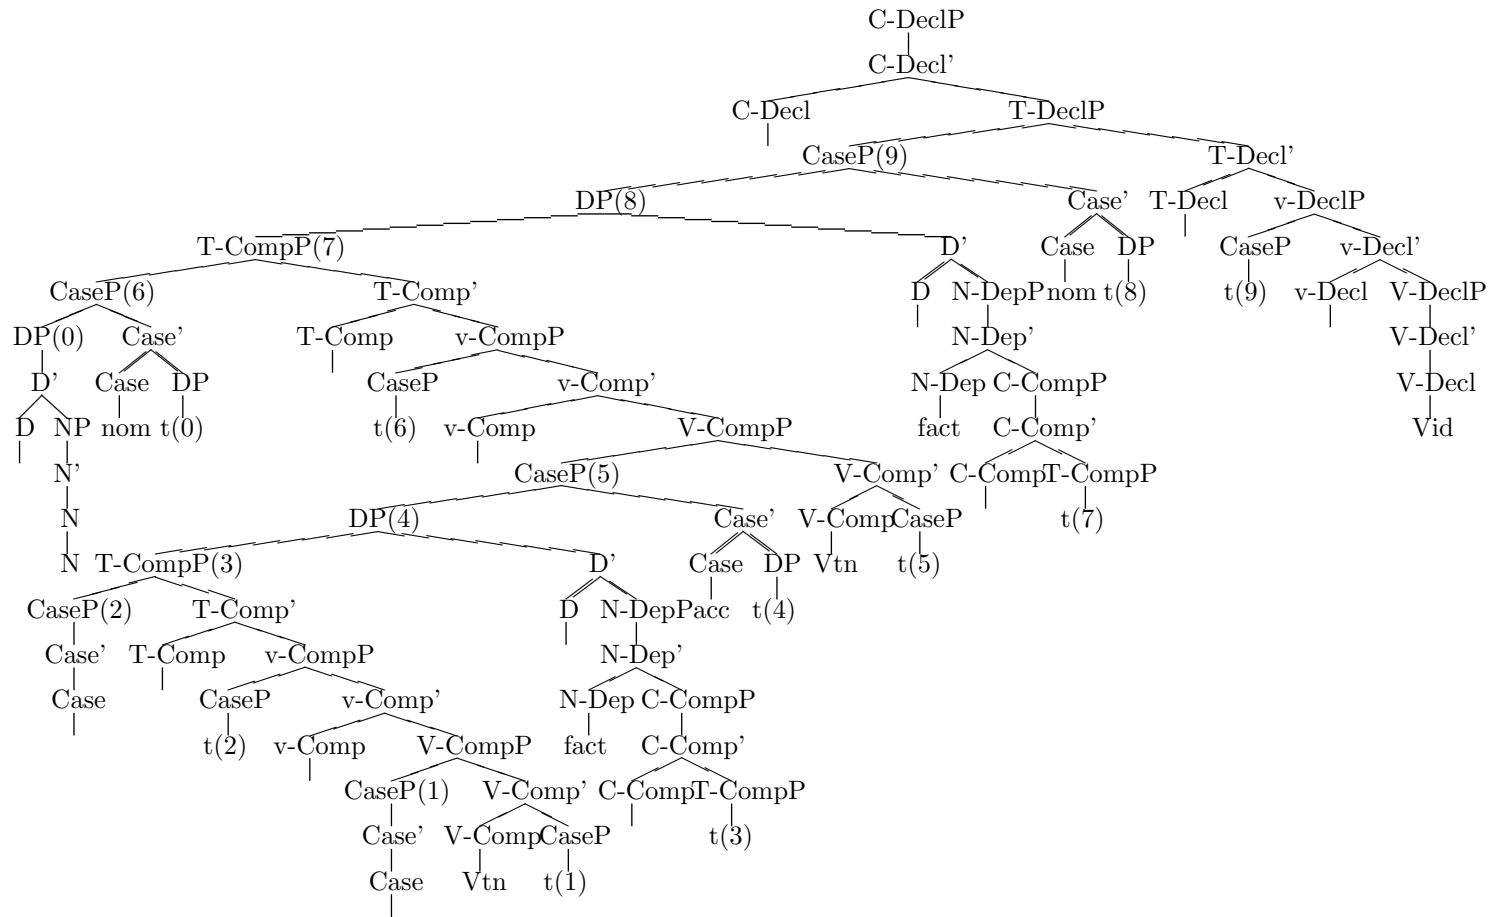 C-DeclP
C-Decl'
C-Decl T-DeclP
CaseP(9) T-Decl'
DP(8) Case' T-Decl v-DeclP
T-CompP(7) D' Case DP CaseP v-Decl'
CaseP(6) T-Comp' D N-DepP nom t(8) t(9) v-Decl V-DeclP
DP(0) Case' T-Comp v-CompP N-Dep' V-Decl'
D' Case DP CaseP v-Comp' N-Dep C-CompP V-Decl
D NP nom t(0) t(6) v-Comp V-CompP fact C-Comp' Vid
N' CaseP(5) V-Comp' C-Comp T-CompP
N DP(4) Case' V-Comp CaseP t(7)
N T-CompP(3) D' Case DP Vtn t(5)
CaseP(2) T-Comp' D N-DepP acc t(4)
Case' T-Comp v-CompP N-Dep'
Case CaseP v-Comp' N-Dep C-CompP
t(2) v-Comp V-CompP fact C-Comp'
CaseP(1) V-Comp' C-Comp T-CompP
Case' V-Comp CaseP t(3)
Case Vtn t(1)